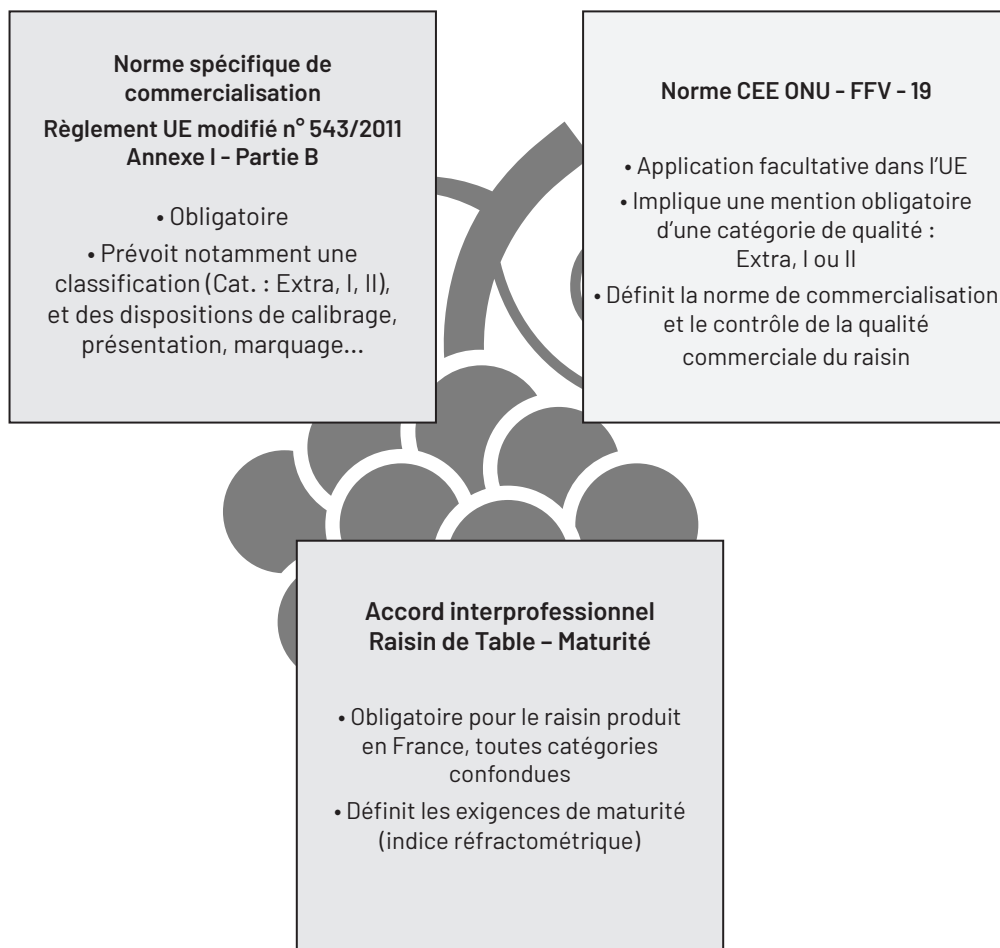 Norme spécifique de
commercialisation
Règlement UE modifié n° 543/2011
Annexe I - Partie B
• Obligatoire
• Prévoit notamment une
classification (Cat. : Extra, I, II),
et des dispositions de calibrage,
présentation, marquage...
Norme CEE ONU - FFV - 19
• Application facultative dans l'UE
• Implique une mention obligatoire
d'une catégorie de qualité :
Extra, I ou II
• Définit la norme de commercialisation
et le contrôle de la qualité
commerciale du raisin
Accord interprofessionnel
Raisin de Table – Maturité
• Obligatoire pour le raisin produit
en France, toutes catégories
confondues
• Définit les exigences de maturité
(indice réfractométrique)